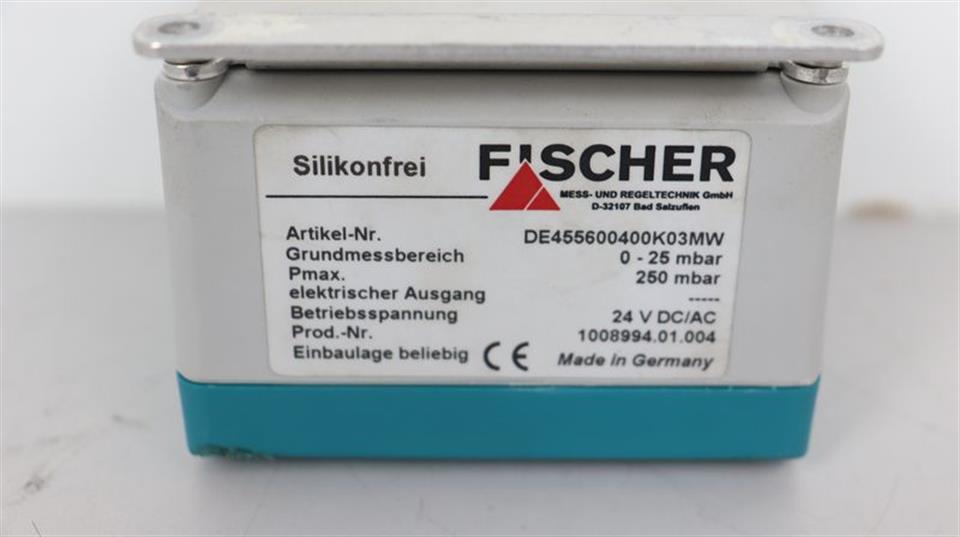 Silikonfrei FISCHER
MESS- UND REGELTECHNIK GmbH
D-32107 Bad Salzuflen
Artikel-Nr. DE455600400K03MW
Grundmessbereich 0 - 25 mbar
Pmax. 250 mbar
elektrischer Ausgang -----
Betriebsspannung 24 V DC/AC
Prod.-Nr. 1008994.01.004
Einbaulage beliebig CE Made in Germany